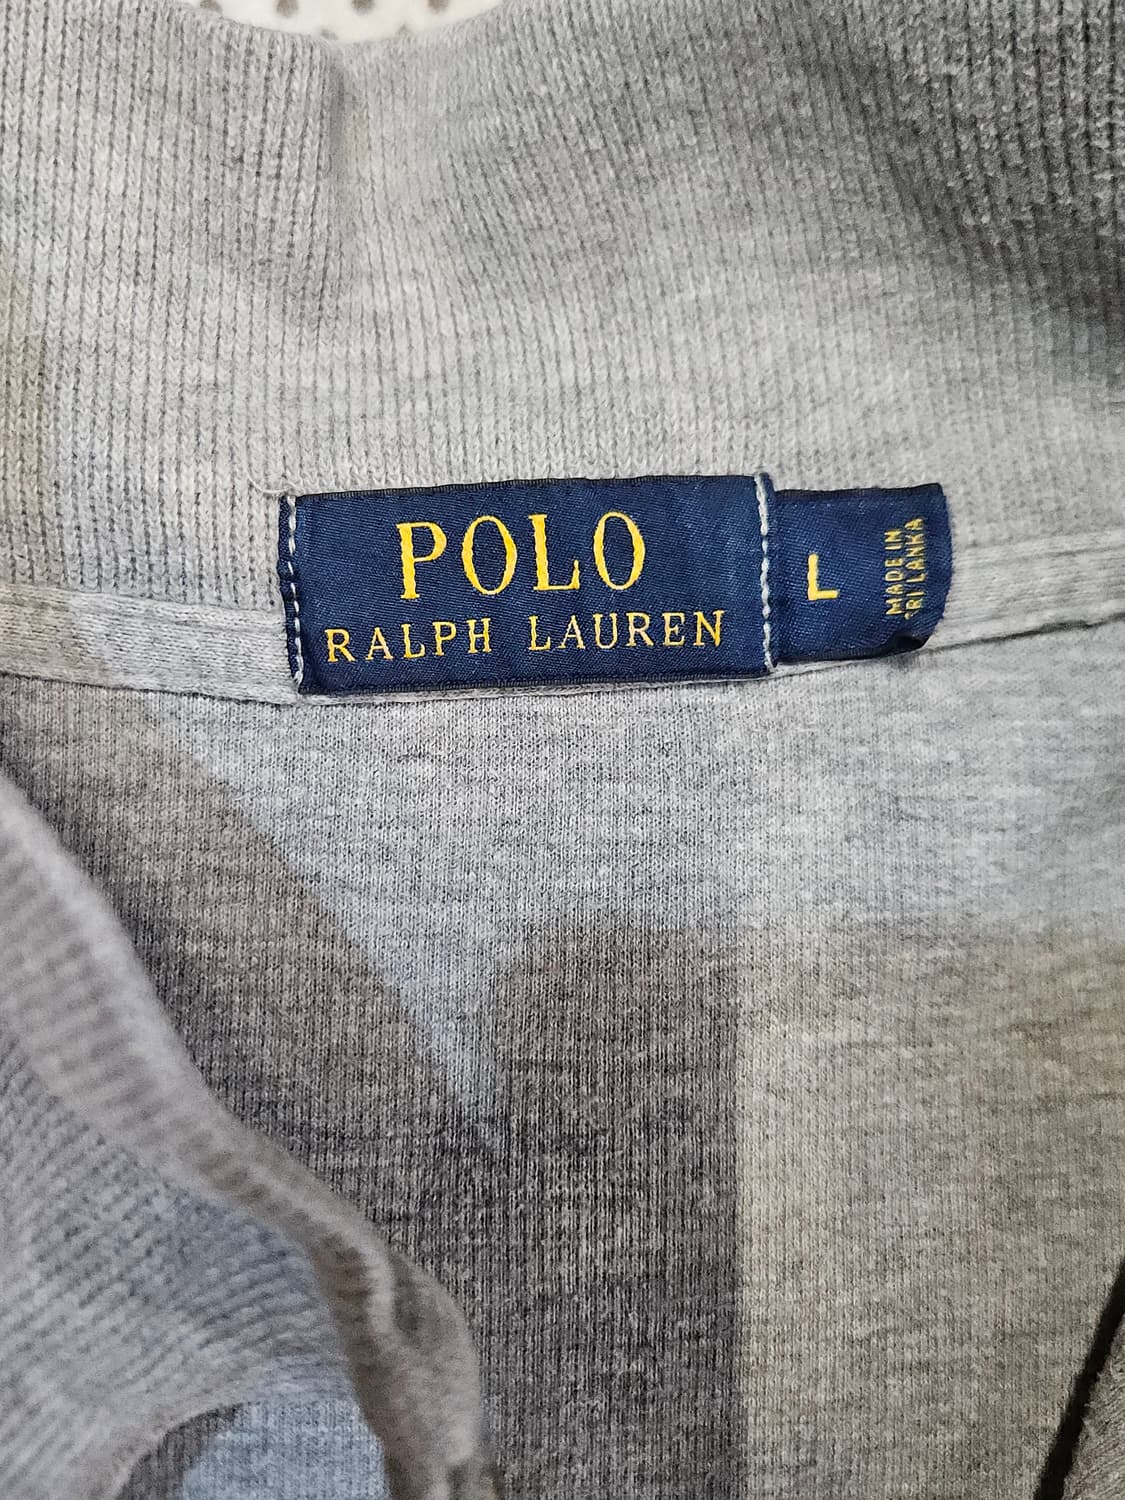 POLO
RALPH LAUREN
L
MADE IN
SRI LANKA